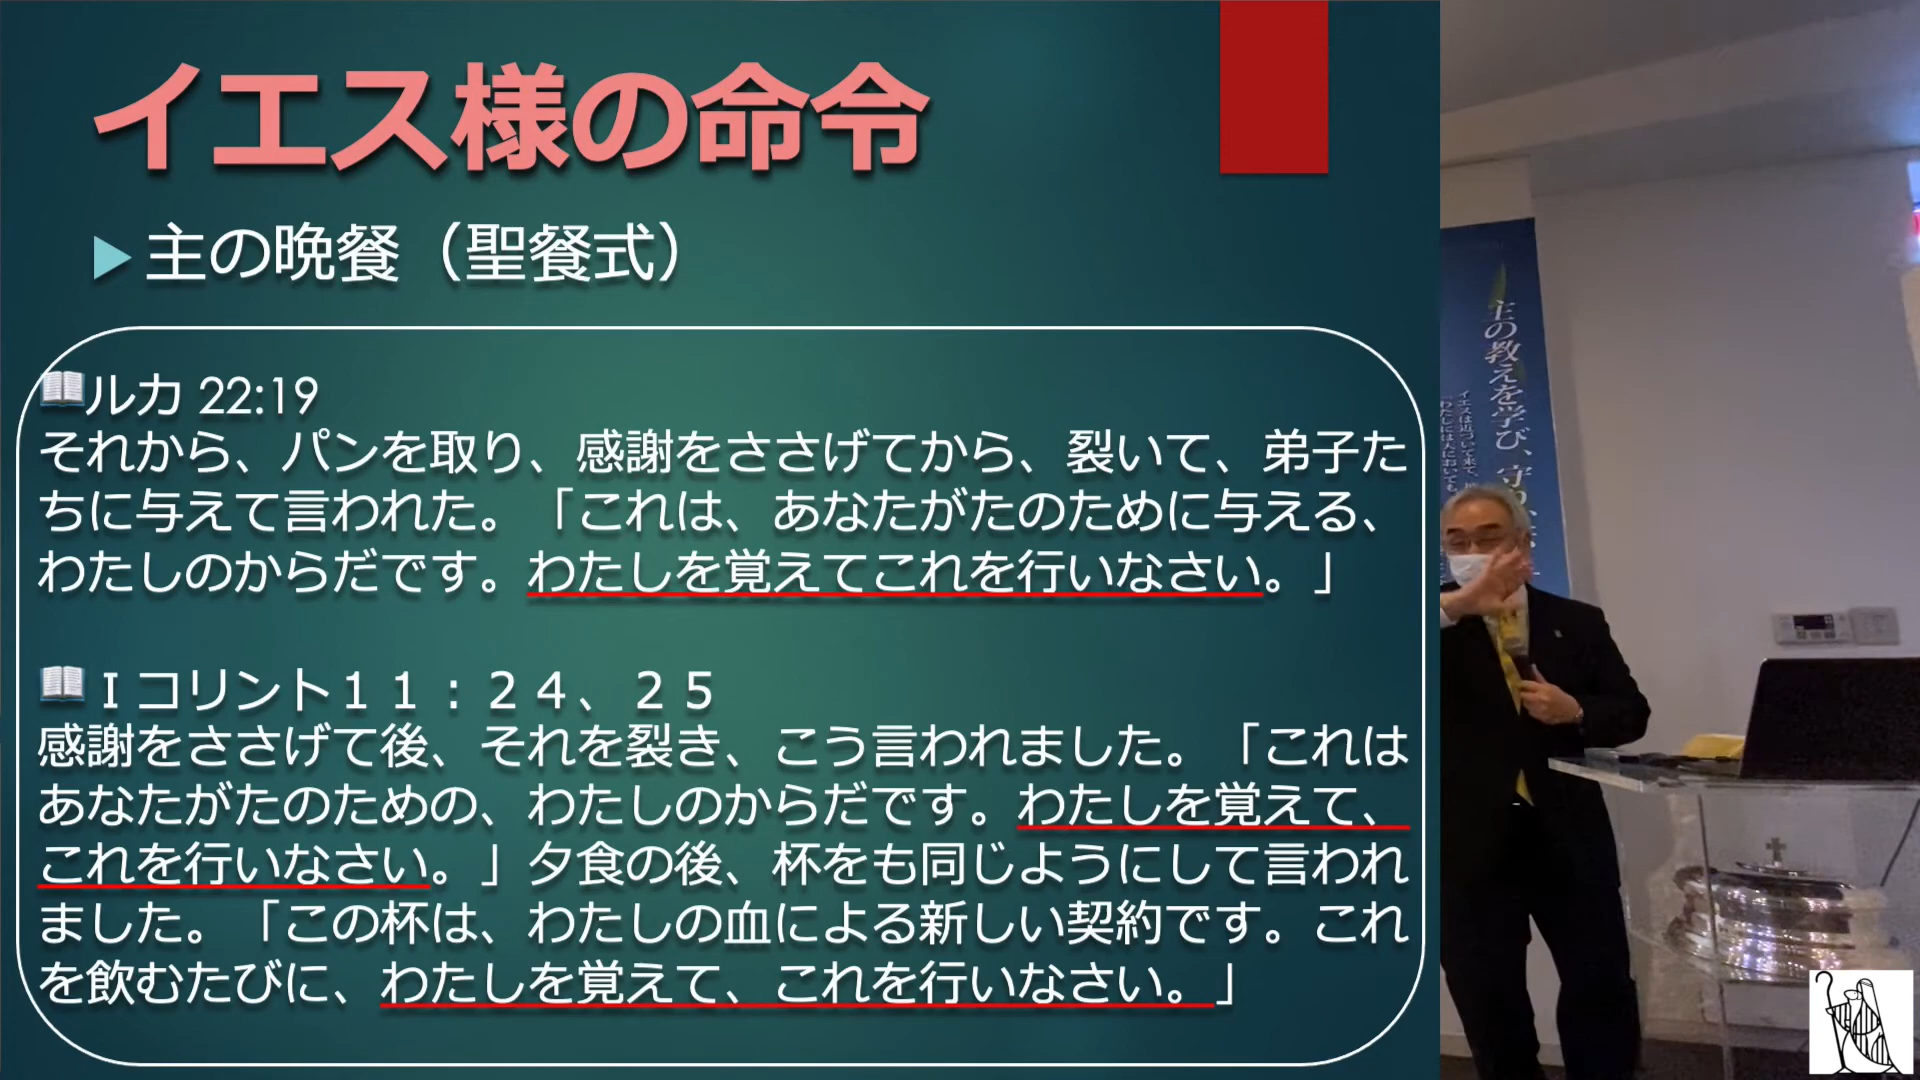 イエス様の命令
主の晩餐（聖餐式）
ルカ 22:19
それから、パンを取り、感謝をささげてから、裂いて、弟子た
ちに与えて言われた。「これは、あなたがたのために与える、
わたしのからだです。わたしを覚えてこれを行いなさい。」
Ⅰコリント１１：２４、２５
感謝をささげて後、それを裂き、こう言われました。「これは
あなたがたのための、わたしのからだです。わたしを覚えて、
これを行いなさい。」夕食の後、杯をも同じようにして言われ
ました。「この杯は、わたしの血による新しい契約です。これ
を飲むたびに、わたしを覚えて、これを行いなさい。」
主の教えを学び、守り、
イエスは近づいて来て、